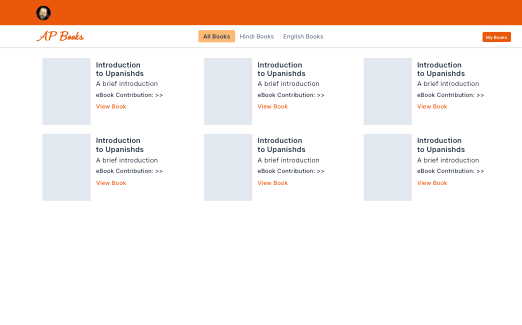 AP Books
All Books
Hindi Books
English Books
My Books
Introduction
to Upanishds
A brief introduction
eBook Contribution: >>
View Book
Introduction
to Upanishds
A brief introduction
eBook Contribution: >>
View Book
Introduction
to Upanishds
A brief introduction
eBook Contribution: >>
View Book
Introduction
to Upanishds
A brief introduction
eBook Contribution: >>
View Book
Introduction
to Upanishds
A brief introduction
eBook Contribution: >>
View Book
Introduction
to Upanishds
A brief introduction
eBook Contribution: >>
View Book